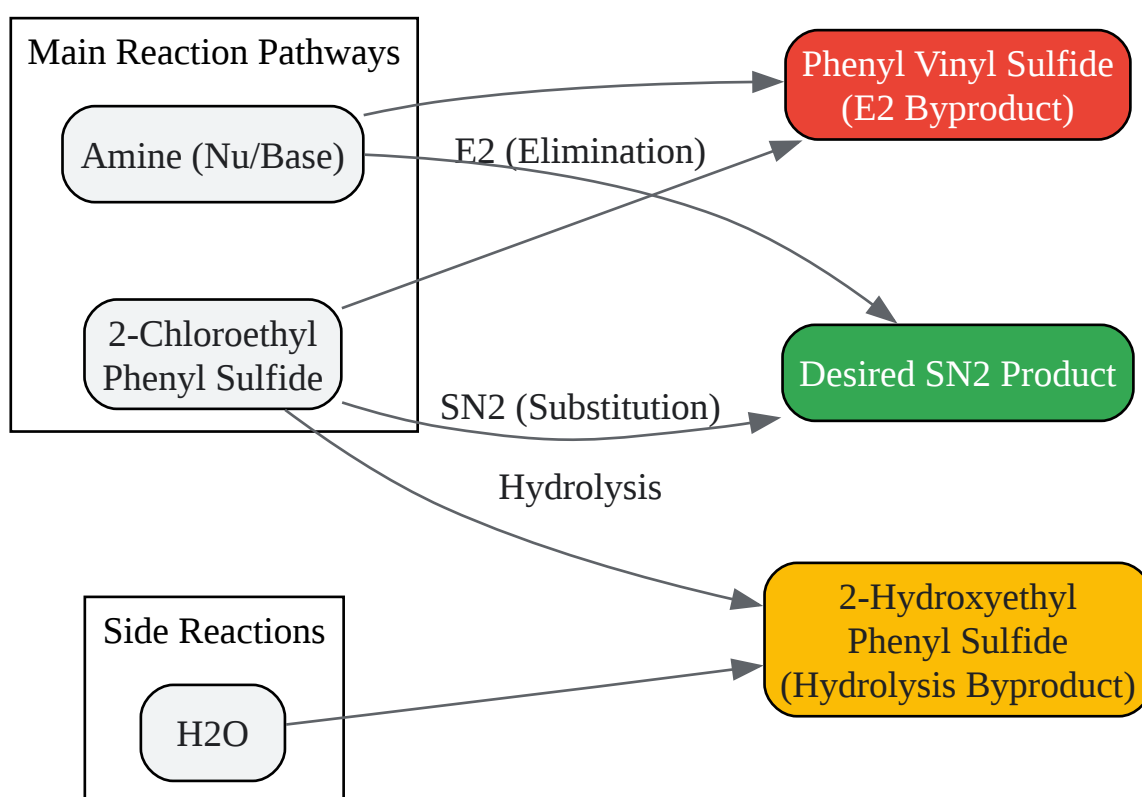 Main Reaction Pathways
Phenyl Vinyl Sulfide
(E2 Byproduct)
Amine (Nu/Base)
E2 (Elimination)
2-Chloroethyl
Phenyl Sulfide
Desired SN2 Product
SN2 (Substitution)
Hydrolysis
2-Hydroxyethyl
Phenyl Sulfide
(Hydrolysis Byproduct)
Side Reactions
H2O